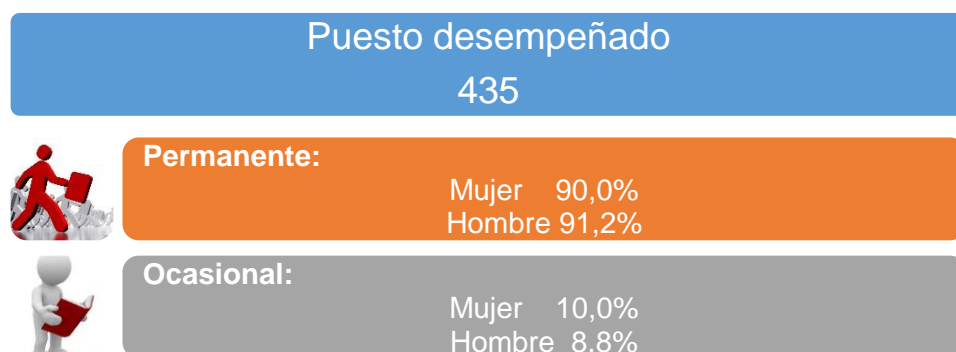 Puesto desempeñado
435
Permanente:
Mujer 90,0%
Hombre 91,2%
Ocasional:
Mujer 10,0%
Hombre 8,8%